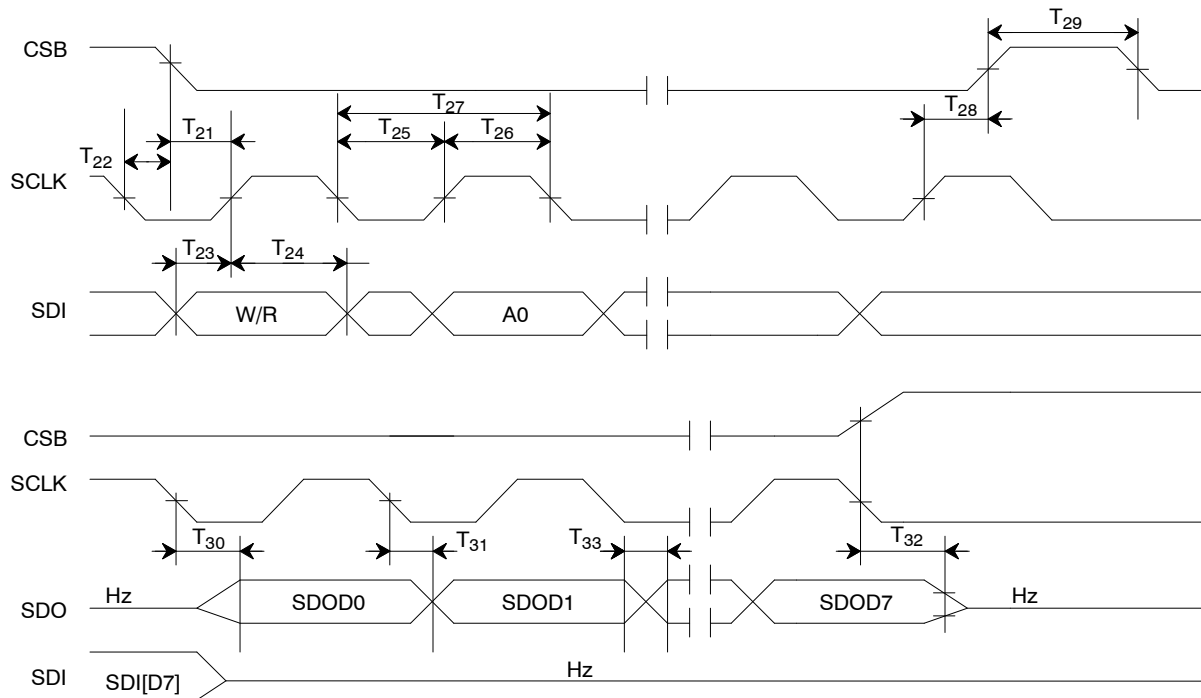 CSB
T29
T27
T28
T21
T25
T26
T22
SCLK
T23
T24
SDI
W/R
A0
CSB
SCLK
T30
T31
T33
T32
Hz
SDOD0
SDOD1
SDOD7
Hz
SDO
Hz
SDI
SDI[D7]